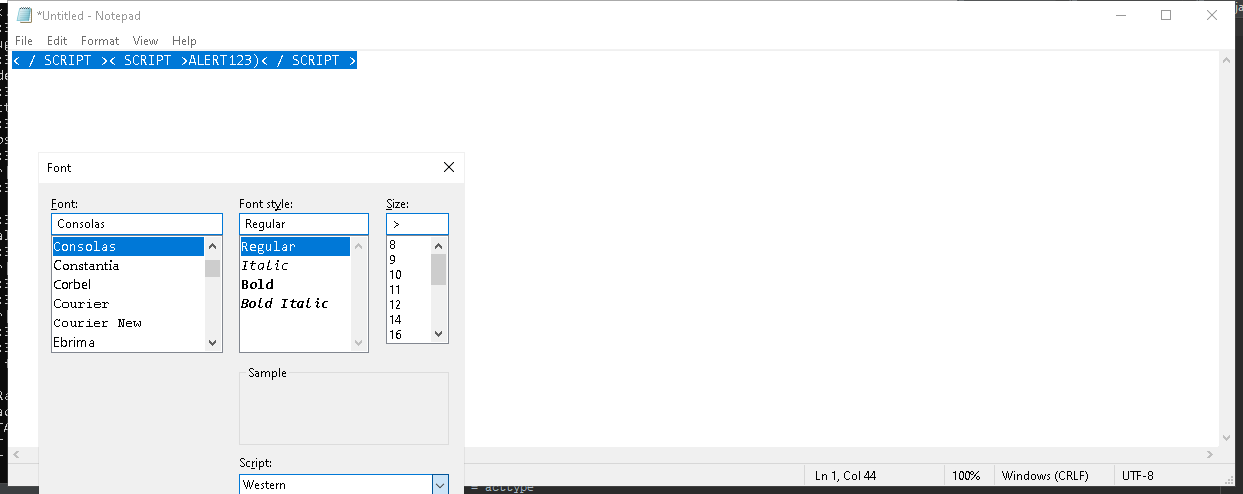 *Untitled - Notepad
File Edit Format View Help
< / SCRIPT >< SCRIPT >ALERT123)< / SCRIPT >
Font
Font: Font style: Size:
Consolas Regular >
Consolas Regular 8
Constantia Italic 9
Corbel Bold 10
Courier Bold Italic 11
Courier New 12
Ebrima 14
16
Sample
Script:
Western
Ln 1, Col 44 100% Windows (CRLF) UTF-8
= acctype